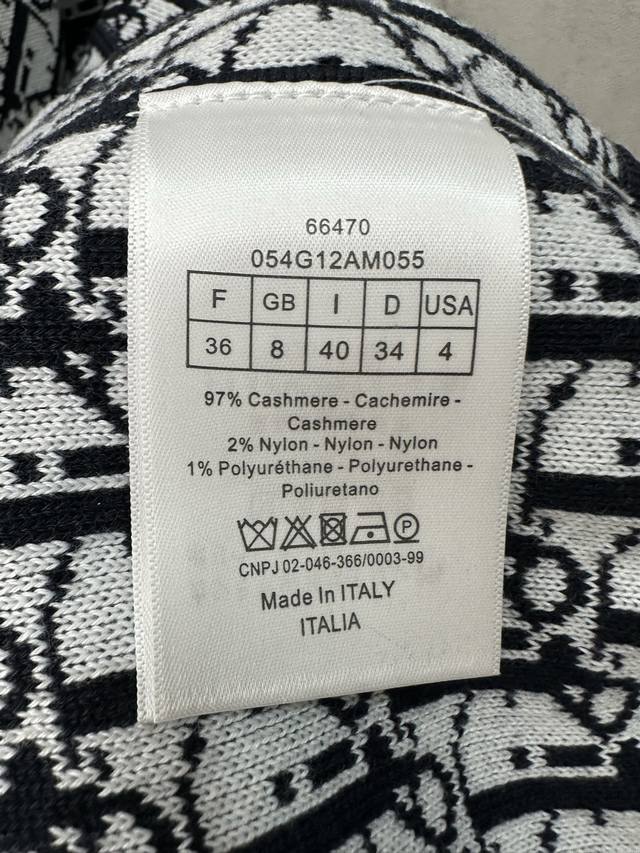 66470
054G12AM055
F GB I D USA
36 8 40 34 4
97% Cashmere - Cachemire -
Cashmere
2% Nylon - Nylon - Nylon
1% Polyuréthane - Polyurethane -
Poliuretano
P
CNPJ 02-046-366/0003-99
Made In ITALY
ITALIA